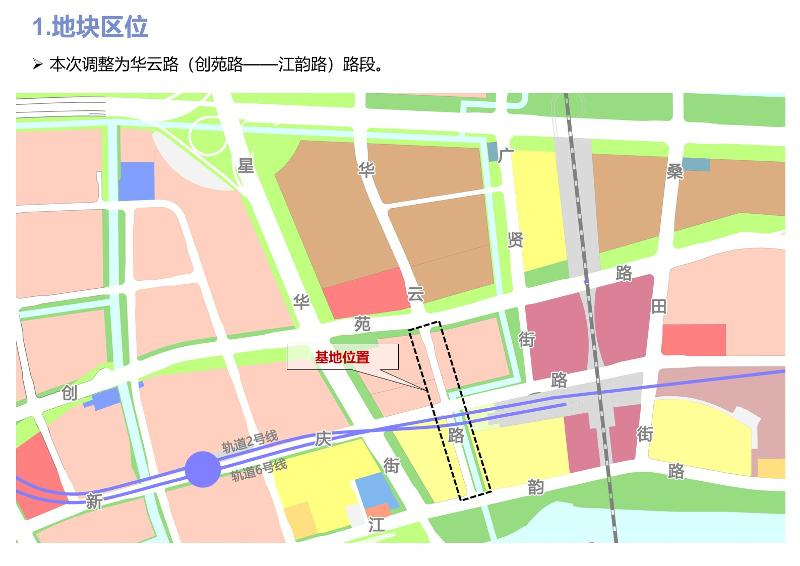 1.地块区位
➢ 本次调整为华云路（创苑路——江韵路）路段。
星
华
广
桑
贤
路
华
云
田
苑
街
基地位置
创
路
轨道2号线
庆
路
街
轨道6号线
街
路
新
韵
江